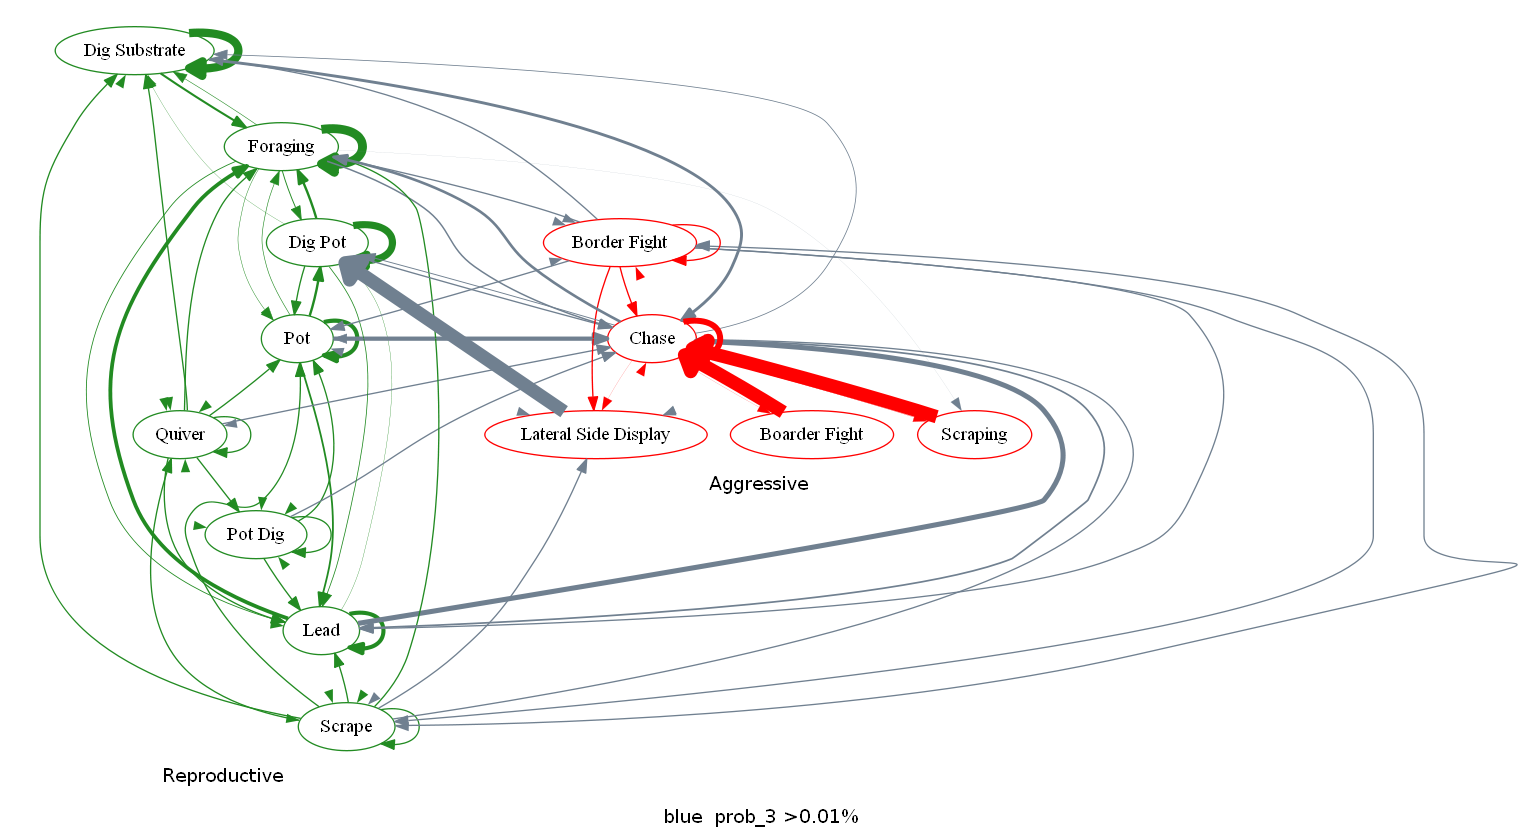 Dig Substrate
Foraging
Dig Pot
Border Fight
Pot
Chase
Quiver
Lateral Side Display
Boarder Fight
Scraping
Aggressive
Pot Dig
Lead
Scrape
Reproductive
blue prob_3 >0.01%